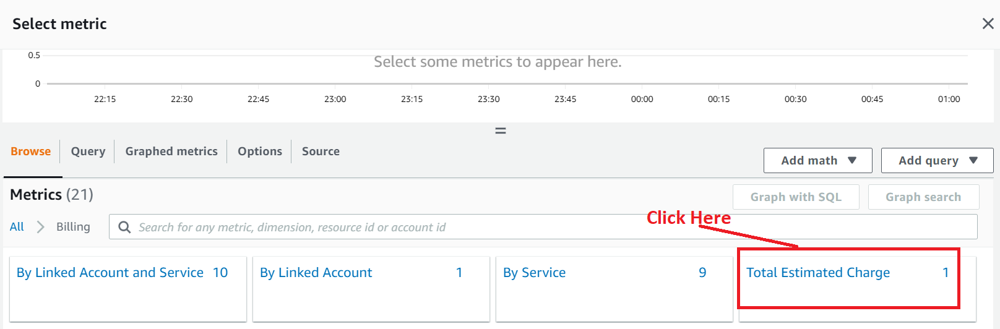 Select metric
0.5
Select some metrics to appear here.
0
22:15 22:30 22:45 23:00 23:15 23:30 23:45 00:00 00:15 00:30 00:45 01:00
Browse Query Graphed metrics Options Source
Add math Add query
Metrics (21)
Graph with SQL Graph search
Click Here
All Billing Search for any metric, dimension, resource id or account id
By Linked Account and Service 10 By Linked Account 1 By Service 9 Total Estimated Charge 1